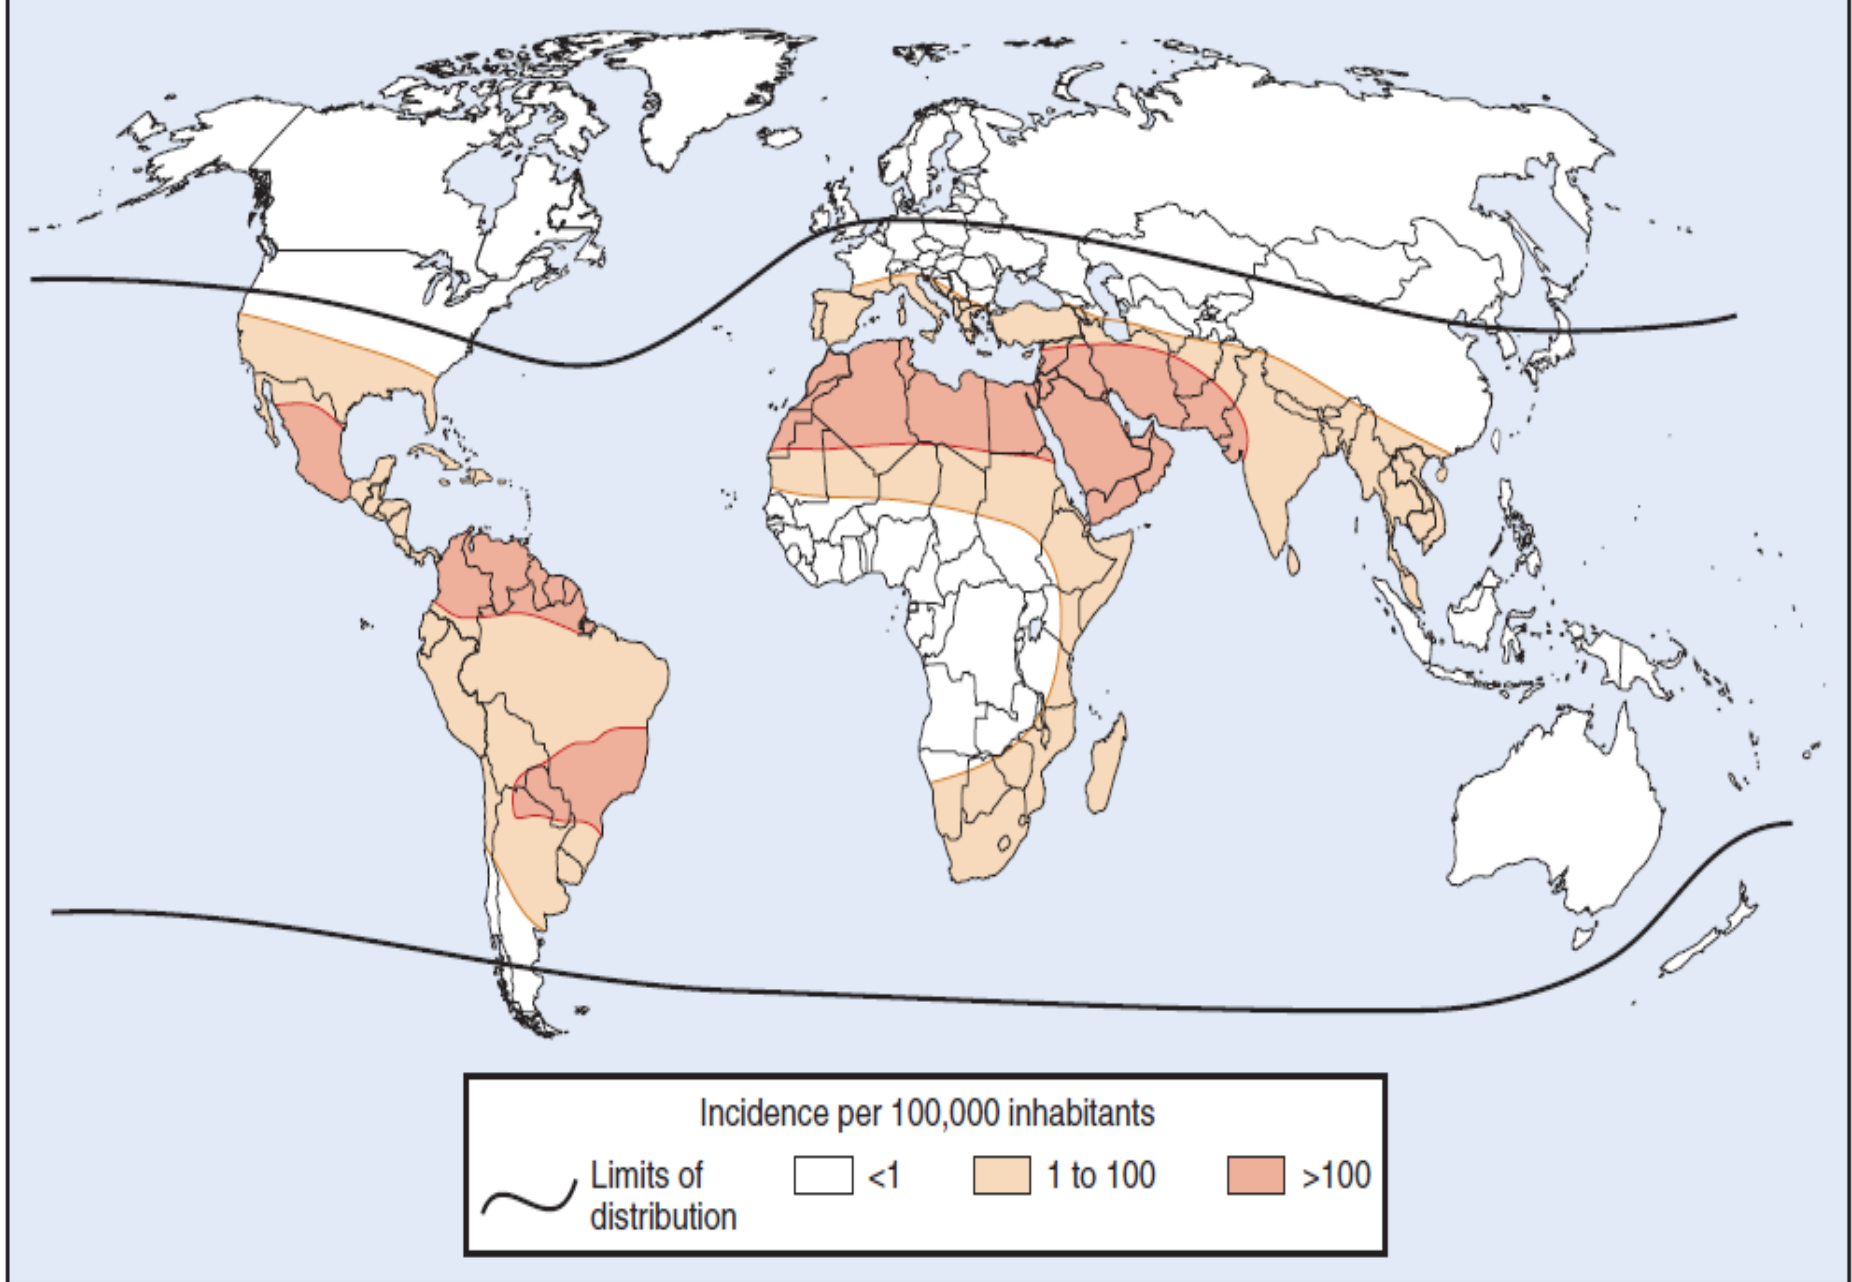 Incidence per 100,000 inhabitants
Limits of
distribution
<1
1 to 100
>100